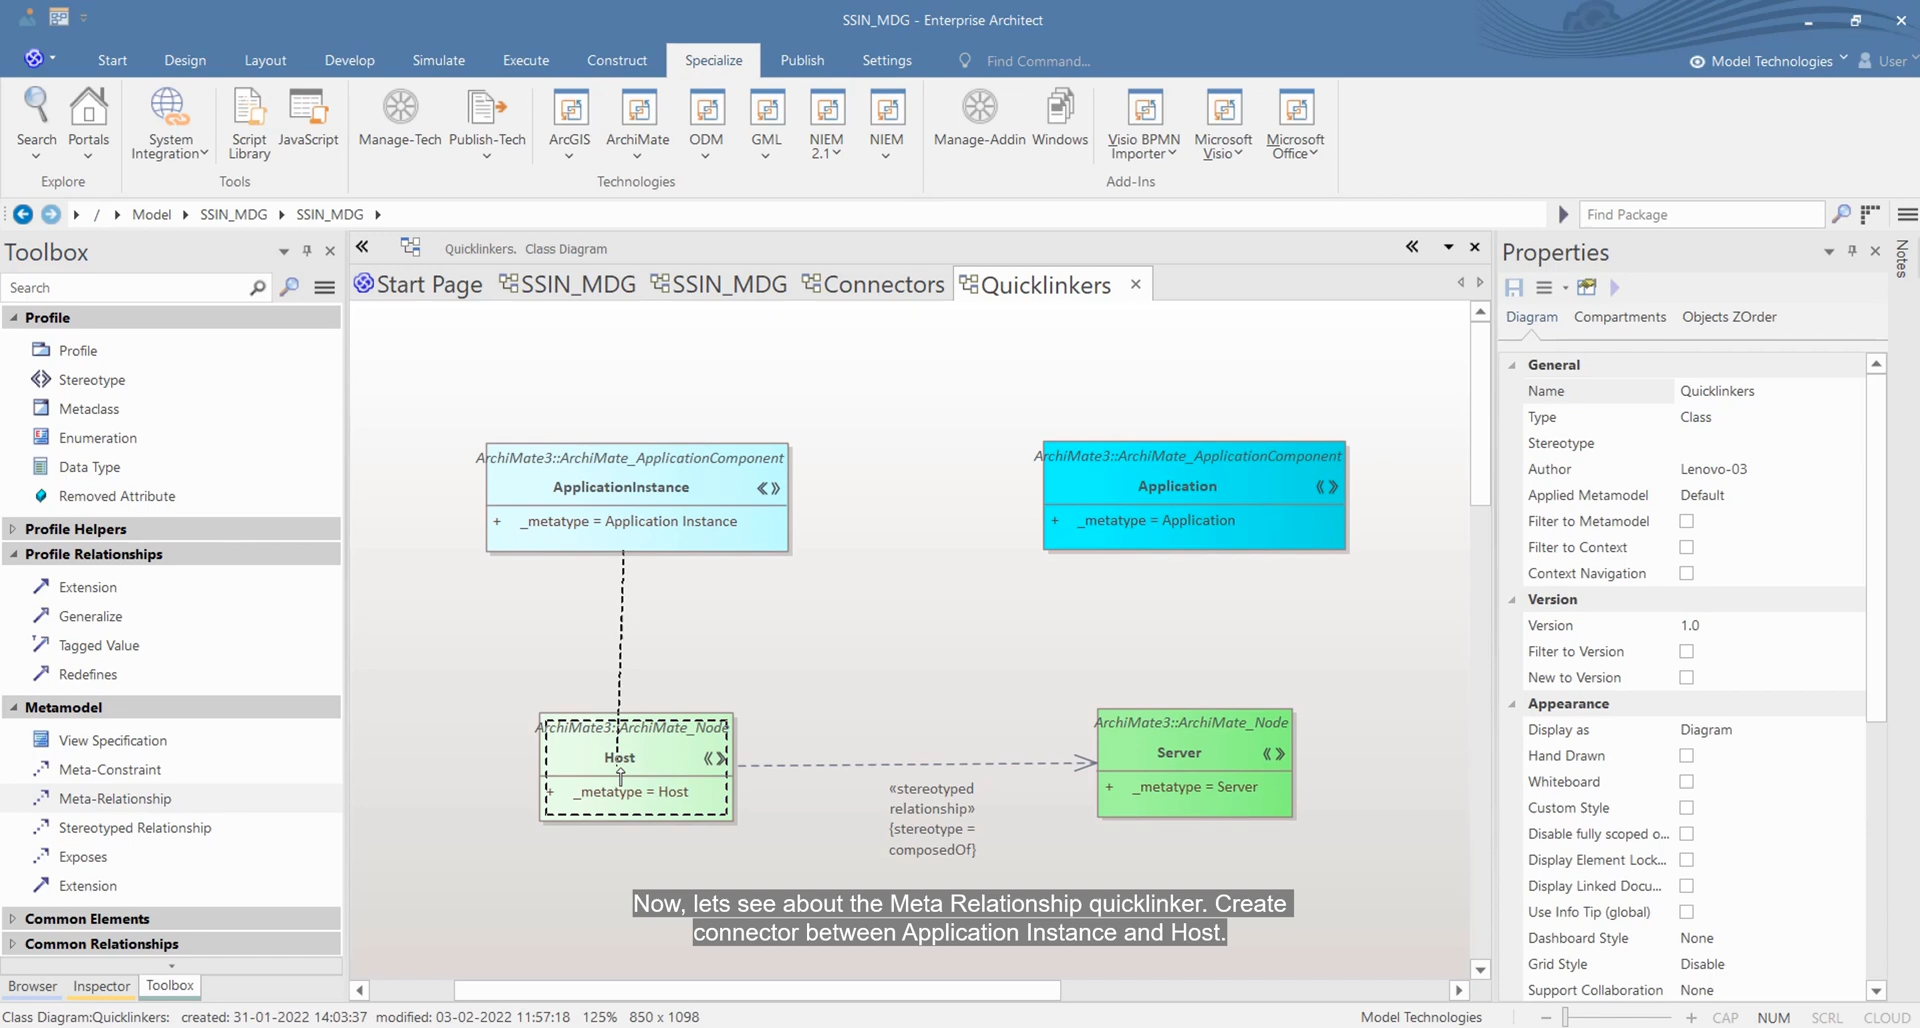 SSIN_MDG - Enterprise Architect
Start
Design
Layout
Develop
Simulate
Execute
Construct
Specialize
Publish
Settings
Find Command...
Model Technologies
User
Search
Portals
System Integration
Script Library
JavaScript
Manage-Tech
Publish-Tech
ArcGIS
ArchiMate
ODM
GML
NIEM 2.1
NIEM
Manage-Addin
Windows
Visio BPMN Importer
Microsoft Visio
Microsoft Office
Explore
Tools
Technologies
Add-Ins
/ Model SSIN_MDG SSIN_MDG
Find Package
Toolbox
Search
Profile
Profile
Stereotype
Metaclass
Enumeration
Data Type
Removed Attribute
Profile Helpers
Profile Relationships
Extension
Generalize
Tagged Value
Redefines
Metamodel
View Specification
Meta-Constraint
Meta-Relationship
Stereotyped Relationship
Exposes
Extension
Common Elements
Common Relationships
Browser
Inspector
Toolbox
Quicklinkers. Class Diagram
Start Page
SSIN_MDG
SSIN_MDG
Connectors
Quicklinkers
ArchiMate3::ArchiMate_ApplicationComponent
ApplicationInstance
«»
+ _metatype = Application Instance
ArchiMate3::ArchiMate_ApplicationComponent
Application
«»
+ _metatype = Application
ArchiMate3::ArchiMate_Node
Host
«»
+ _metatype = Host
«stereotyped
relationship»
{stereotype =
composedOf}
ArchiMate3::ArchiMate_Node
Server
«»
+ _metatype = Server
Now, lets see about the Meta Relationship quicklinker. Create
connector between Application Instance and Host.
Properties
Notes
Diagram
Compartments
Objects ZOrder
General
Name Quicklinkers
Type Class
Stereotype
Author Lenovo-03
Applied Metamodel Default
Filter to Metamodel
Filter to Context
Context Navigation
Version
Version 1.0
Filter to Version
New to Version
Appearance
Display as Diagram
Hand Drawn
Whiteboard
Custom Style
Disable fully scoped o...
Display Element Lock...
Display Linked Docu...
Use Info Tip (global)
Dashboard Style None
Grid Style Disable
Support Collaboration None
Class Diagram:Quicklinkers: created: 31-01-2022 14:03:37 modified: 03-02-2022 11:57:18 125% 850 x 1098
Model Technologies
CAP NUM SCRL CLOUD